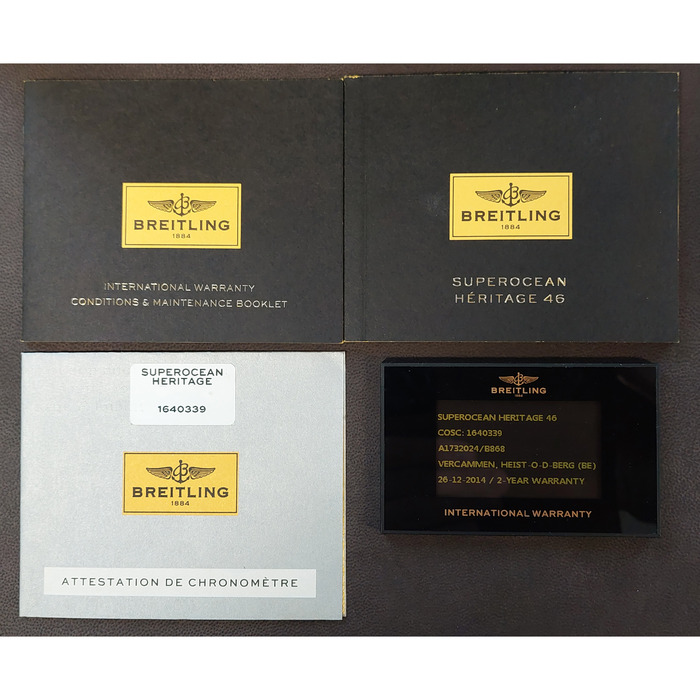 BREITLING
1884
INTERNATIONAL WARRANTY
CONDITIONS & MAINTENANCE BOOKLET
BREITLING
1884
SUPEROCEAN
HÉRITAGE 46
SUPEROCEAN
HERITAGE
1640339
BREITLING
1884
ATTESTATION DE CHRONOMÈTRE
BREITLING
1884
SUPEROCEAN HERITAGE 46
COSC: 1640339
A1732024/B868
VERCAMMEN, HEIST-O-D-BERG (BE)
26-12-2014 / 2-YEAR WARRANTY
INTERNATIONAL WARRANTY